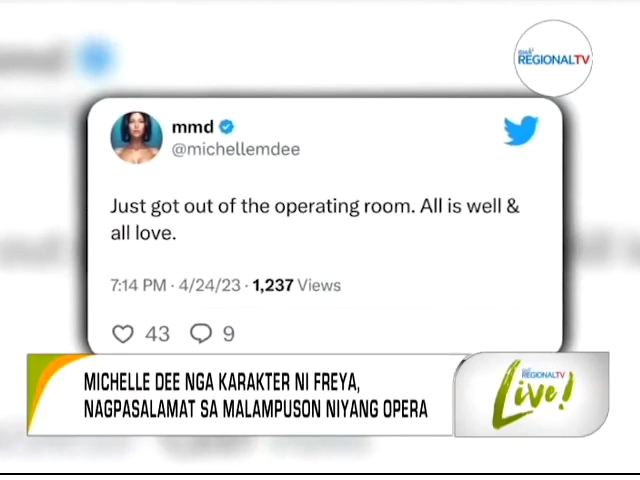 GMA REGIONALTV
mmd
@michellemdee
Just got out of the operating room. All is well &
all love.
7:14 PM · 4/24/23 · 1,237 Views
43 9
MICHELLE DEE NGA KARAKTER NI FREYA,
NAGPASALAMAT SA MALAMPUSON NIYANG OPERA
GMA REGIONALTV
Live!